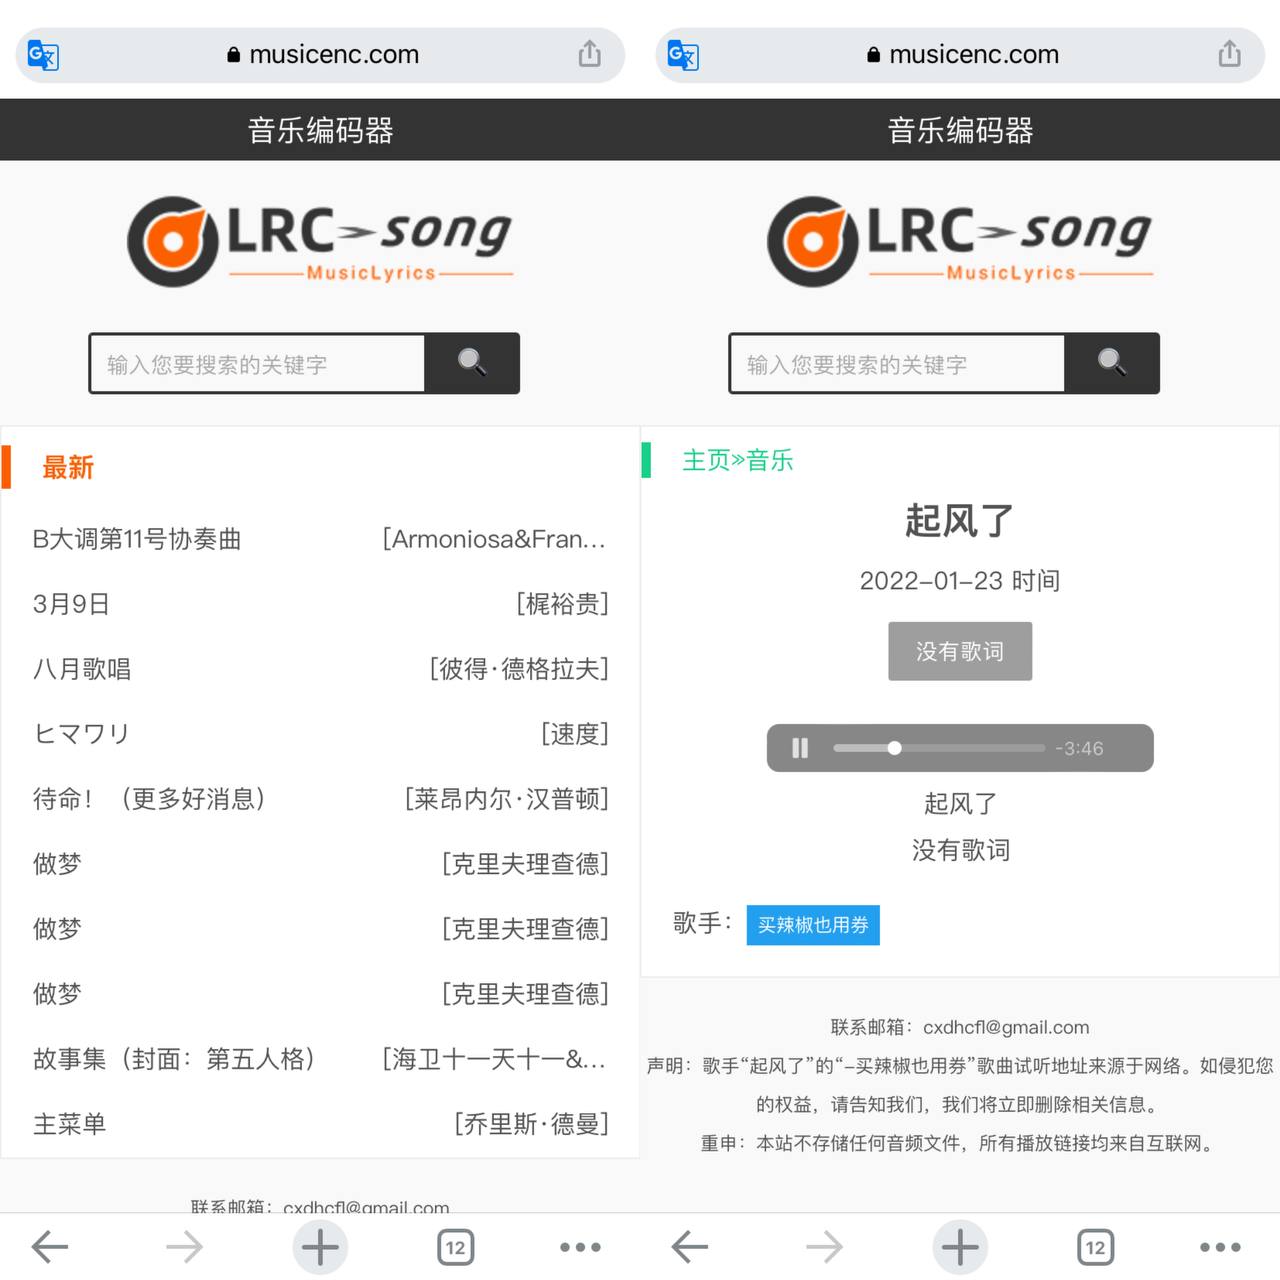 musicenc.com
音乐编码器
LRC song
MusicLyrics
输入您要搜索的关键字
最新
B大调第11号协奏曲 [Armoniosa&Fran...
3月9日 [梶裕贵]
八月歌唱 [彼得·德格拉夫]
ヒマワリ [速度]
待命！（更多好消息） [莱昂内尔·汉普顿]
做梦 [克里夫理查德]
做梦 [克里夫理查德]
做梦 [克里夫理查德]
故事集（封面：第五人格） [海卫十一天十一&...
主菜单 [乔里斯·德曼]
联系邮箱：cxdhcfl@gmail.com
12
musicenc.com
音乐编码器
LRC song
MusicLyrics
输入您要搜索的关键字
主页»音乐
起风了
2022-01-23 时间
没有歌词
-3:46
起风了
没有歌词
歌手： 买辣椒也用券
联系邮箱：cxdhcfl@gmail.com
声明：歌手“起风了”的“-买辣椒也用券”歌曲试听地址来源于网络。如侵犯您
的权益，请告知我们，我们将立即删除相关信息。
重申：本站不存储任何音频文件，所有播放链接均来自互联网。
12